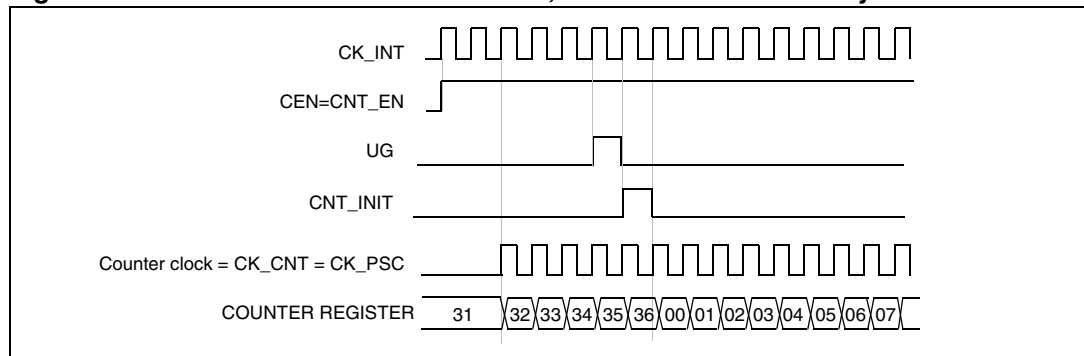 CK_INT
CEN=CNT_EN
UG
CNT_INIT
Counter clock = CK_CNT = CK_PSC
COUNTER REGISTER 31 32 33 34 35 36 00 01 02 03 04 05 06 07